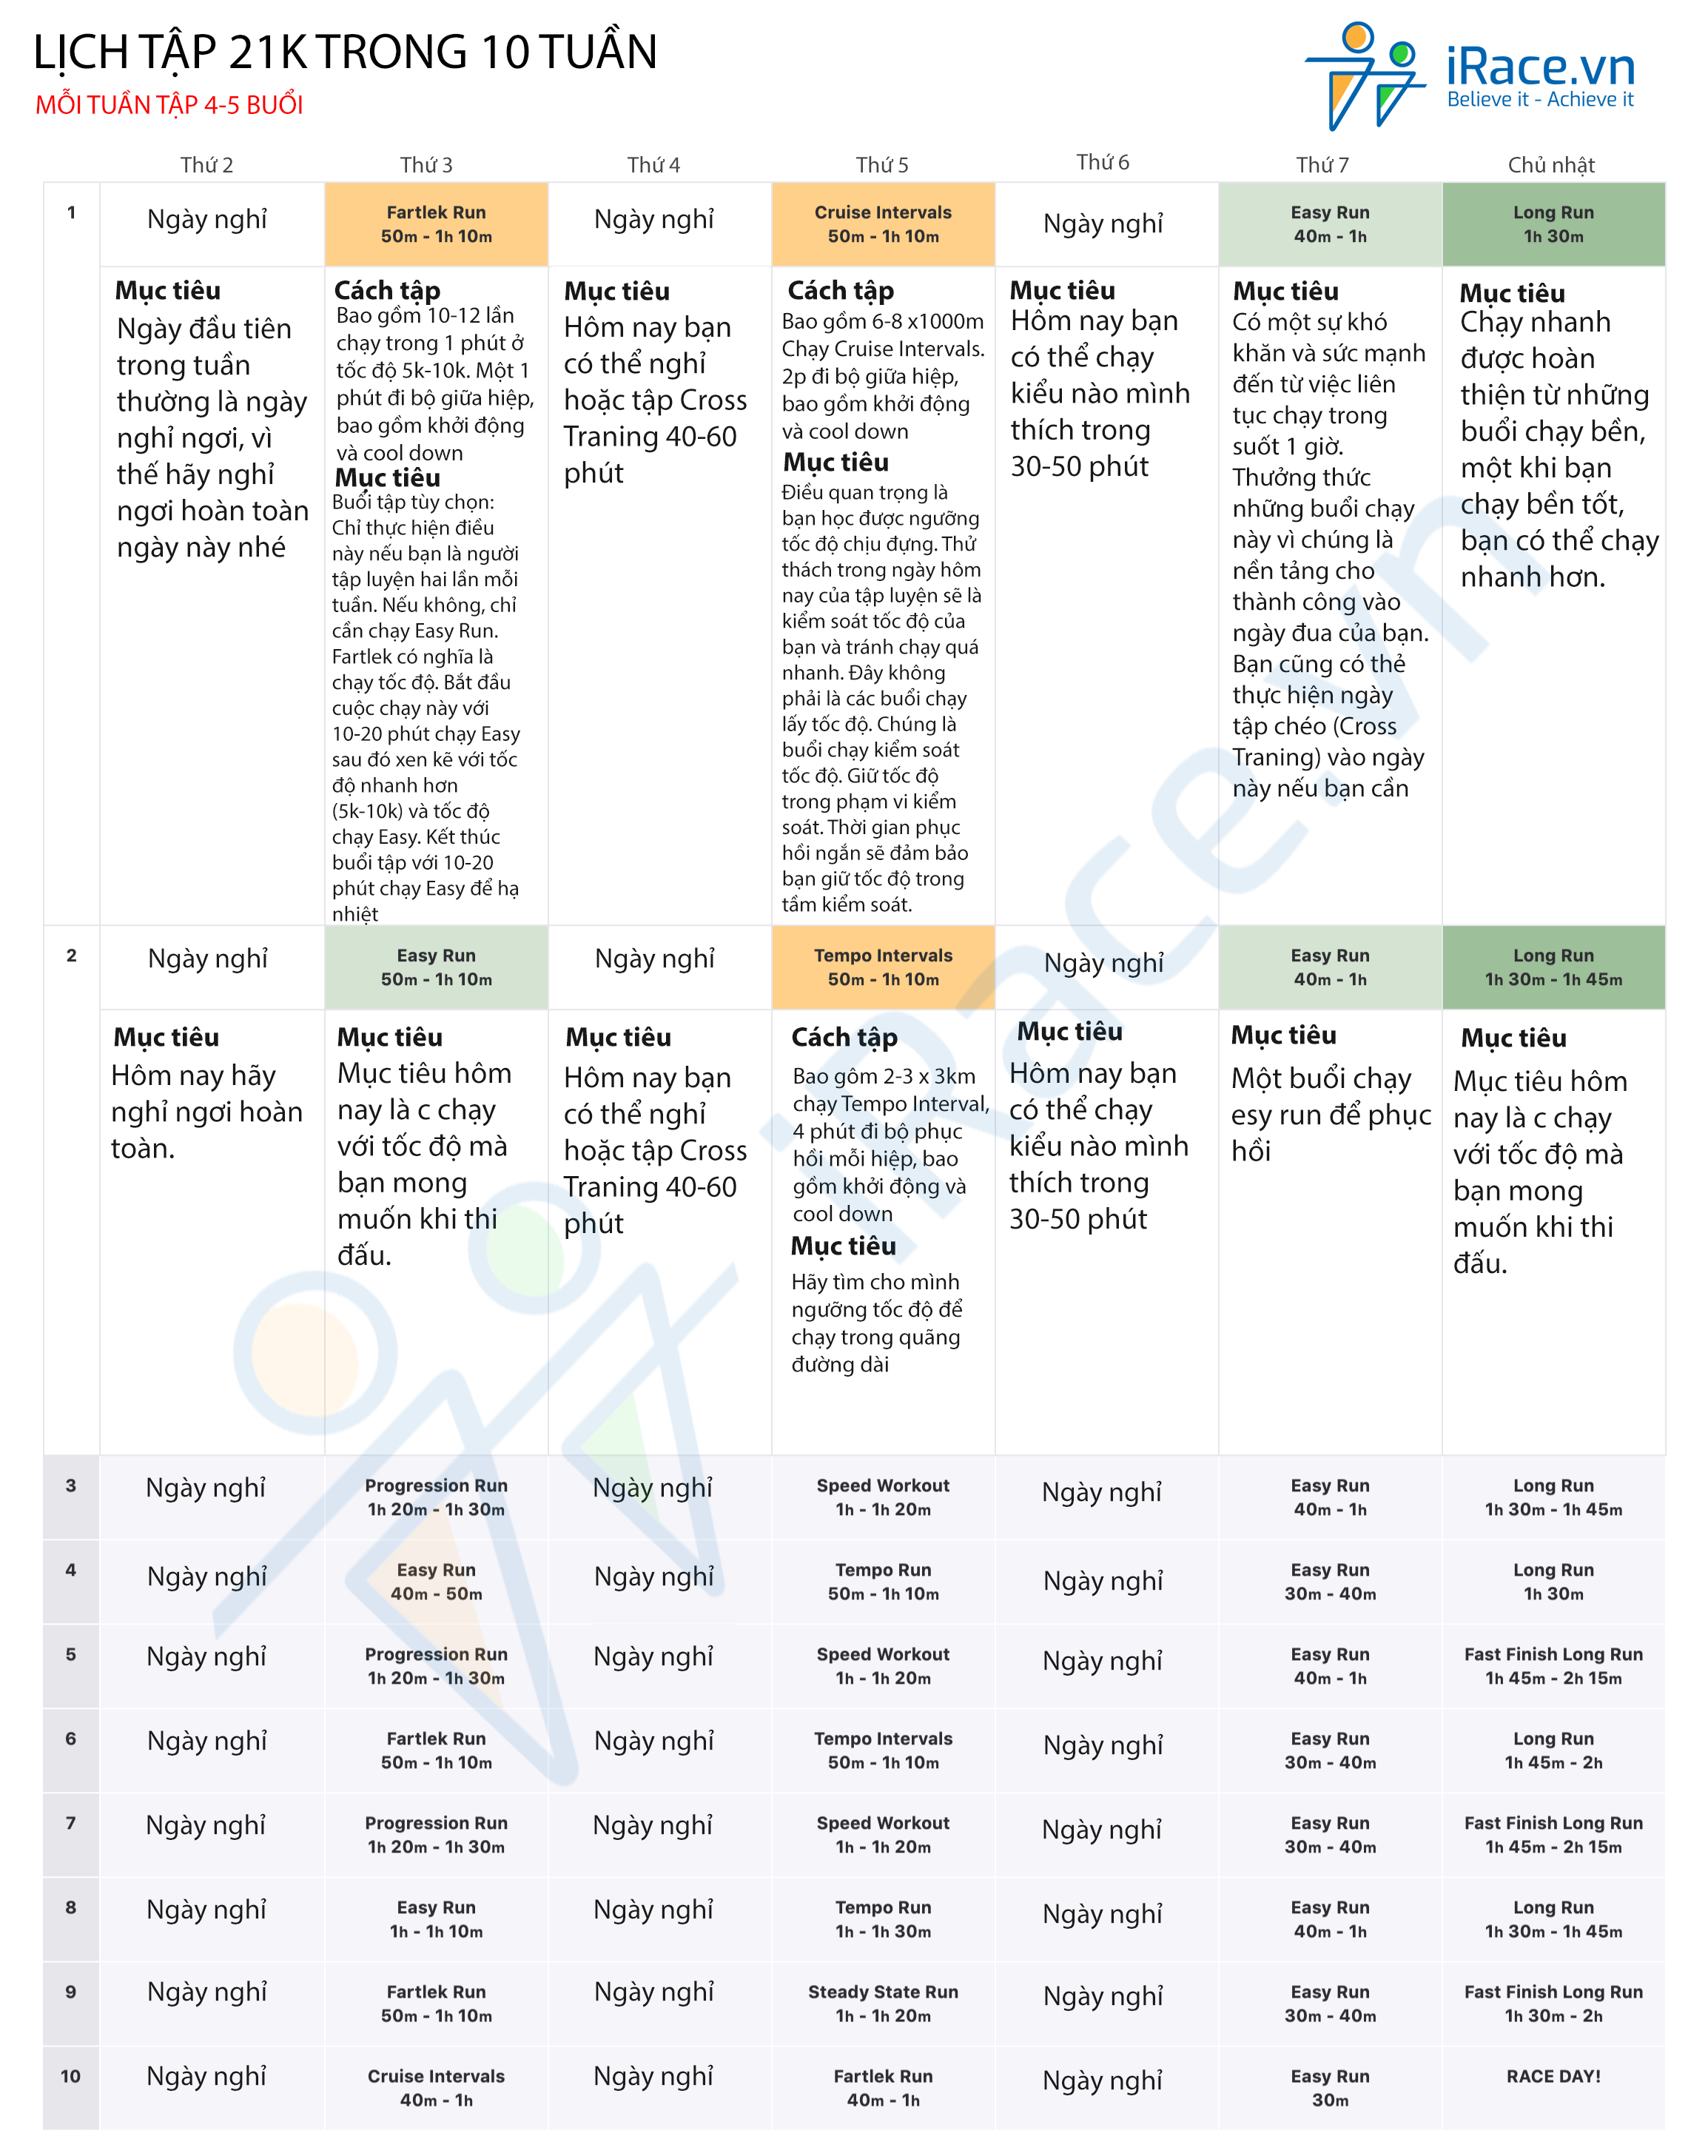 LỊCH TẬP 21K TRONG 10 TUẦN
MỖI TUẦN TẬP 4-5 BUỔI
iRace.vn
Believe it - Achieve it
Thứ 2
Thứ 3
Thứ 4
Thứ 5
Thứ 6
Thứ 7
Chủ nhật
1
Ngày nghỉ
Fartlek Run
50m - 1h 10m
Ngày nghỉ
Cruise Intervals
50m - 1h 10m
Ngày nghỉ
Easy Run
40m - 1h
Long Run
1h 30m
Mục tiêu
Ngày đầu tiên
trong tuần
thường là ngày
nghỉ ngơi, vì
thế hãy nghỉ
ngơi hoàn toàn
ngày này nhé
Cách tập
Bao gồm 10-12 lần
chạy trong 1 phút ở
tốc độ 5k-10k. Một 1
phút đi bộ giữa hiệp,
bao gồm khởi động
và cool down
Mục tiêu
Buổi tập tùy chọn:
Chỉ thực hiện điều
này nếu bạn là người
tập luyện hai lần mỗi
tuần. Nếu không, chỉ
cần chạy Easy Run.
Fartlek có nghĩa là
chạy tốc độ. Bắt đầu
cuộc chạy này với
10-20 phút chạy Easy
sau đó xen kẽ với tốc
độ nhanh hơn
(5k-10k) và tốc độ
chạy Easy. Kết thúc
buổi tập với 10-20
phút chạy Easy để hạ
nhiệt
Mục tiêu
Hôm nay bạn
có thể nghỉ
hoặc tập Cross
Traning 40-60
phút
Cách tập
Bao gồm 6-8 x1000m
Chạy Cruise Intervals.
2p đi bộ giữa hiệp,
bao gồm khởi động
và cool down
Mục tiêu
Điều quan trọng là
bạn học được ngưỡng
tốc độ chịu đựng. Thử
thách trong ngày hôm
nay của tập luyện sẽ là
kiểm soát tốc độ của
bạn và tránh chạy quá
nhanh. Đây không
phải là các buổi chạy
lấy tốc độ. Chúng là
buổi chạy kiểm soát
tốc độ. Giữ tốc độ
trong phạm vi kiểm
soát. Thời gian phục
hồi ngắn sẽ đảm bảo
bạn giữ tốc độ trong
tầm kiểm soát.
Mục tiêu
Hôm nay bạn
có thể chạy
kiểu nào mình
thích trong
30-50 phút
Mục tiêu
Có một sự khó
khăn và sức mạnh
đến từ việc liên
tục chạy trong
suốt 1 giờ.
Thưởng thức
những buổi chạy
này vì chúng là
nền tảng cho
thành công vào
ngày đua của bạn.
Bạn cũng có thẻ
thực hiện ngày
tập chéo (Cross
Traning) vào ngày
này nếu bạn cần
Mục tiêu
Chạy nhanh
được hoàn
thiện từ những
buổi chạy bền,
một khi bạn
chạy bền tốt,
bạn có thể chạy
nhanh hơn.
2
Ngày nghỉ
Easy Run
50m - 1h 10m
Ngày nghỉ
Tempo Intervals
50m - 1h 10m
Ngày nghỉ
Easy Run
40m - 1h
Long Run
1h 30m - 1h 45m
Mục tiêu
Hôm nay hãy
nghỉ ngơi hoàn
toàn.
Mục tiêu
Mục tiêu hôm
nay là c chạy
với tốc độ mà
bạn mong
muốn khi thi
đấu.
Mục tiêu
Hôm nay bạn
có thể nghỉ
hoặc tập Cross
Traning 40-60
phút
Cách tập
Bao gôm 2-3 x 3km
chạy Tempo Interval,
4 phút đi bộ phục
hồi mỗi hiệp, bao
gồm khởi động và
cool down
Mục tiêu
Hãy tìm cho mình
ngưỡng tốc độ để
chạy trong quãng
đường dài
Mục tiêu
Hôm nay bạn
có thể chạy
kiểu nào mình
thích trong
30-50 phút
Mục tiêu
Một buổi chạy
esy run để phục
hồi
Mục tiêu
Mục tiêu hôm
nay là c chạy
với tốc độ mà
bạn mong
muốn khi thi
đấu.
3
Ngày nghỉ
Progression Run
1h 20m - 1h 30m
Ngày nghỉ
Speed Workout
1h - 1h 20m
Ngày nghỉ
Easy Run
40m - 1h
Long Run
1h 30m - 1h 45m
4
Ngày nghỉ
Easy Run
40m - 50m
Ngày nghỉ
Tempo Run
50m - 1h 10m
Ngày nghỉ
Easy Run
30m - 40m
Long Run
1h 30m
5
Ngày nghỉ
Progression Run
1h 20m - 1h 30m
Ngày nghỉ
Speed Workout
1h - 1h 20m
Ngày nghỉ
Easy Run
40m - 1h
Fast Finish Long Run
1h 45m - 2h 15m
6
Ngày nghỉ
Fartlek Run
50m - 1h 10m
Ngày nghỉ
Tempo Intervals
50m - 1h 10m
Ngày nghỉ
Easy Run
30m - 40m
Long Run
1h 45m - 2h
7
Ngày nghỉ
Progression Run
1h 20m - 1h 30m
Ngày nghỉ
Speed Workout
1h - 1h 20m
Ngày nghỉ
Easy Run
30m - 40m
Fast Finish Long Run
1h 45m - 2h 15m
8
Ngày nghỉ
Easy Run
1h - 1h 10m
Ngày nghỉ
Tempo Run
1h - 1h 30m
Ngày nghỉ
Easy Run
40m - 1h
Long Run
1h 30m - 1h 45m
9
Ngày nghỉ
Fartlek Run
50m - 1h 10m
Ngày nghỉ
Steady State Run
1h - 1h 20m
Ngày nghỉ
Easy Run
30m - 40m
Fast Finish Long Run
1h 30m - 2h
10
Ngày nghỉ
Cruise Intervals
40m - 1h
Ngày nghỉ
Fartlek Run
40m - 1h
Ngày nghỉ
Easy Run
30m
RACE DAY!
iRace.vn